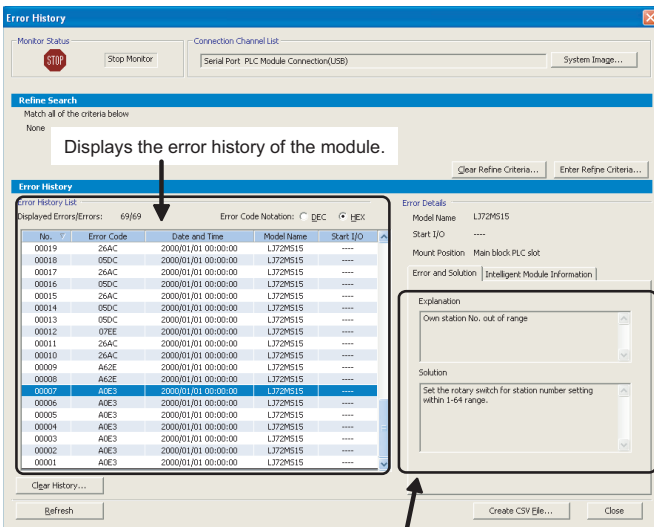 Error History
Monitor Status
STOP
Stop Monitor
Connection Channel List
Serial Port PLC Module Connection(USB)
System Image...
Refine Search
Match all of the criteria below
None
Displays the error history of the module.
Clear Refine Criteria...
Enter Refine Criteria...
Error History
Error History List
Displayed Errors/Errors: 69/69
Error Code Notation: DEC HEX
No. Error Code Date and Time Model Name Start I/O
00019 26AC 2000/01/01 00:00:00 LJ72MS15 ----
00018 05DC 2000/01/01 00:00:00 LJ72MS15 ----
00017 26AC 2000/01/01 00:00:00 LJ72MS15 ----
00016 05DC 2000/01/01 00:00:00 LJ72MS15 ----
00015 26AC 2000/01/01 00:00:00 LJ72MS15 ----
00014 05DC 2000/01/01 00:00:00 LJ72MS15 ----
00013 05DC 2000/01/01 00:00:00 LJ72MS15 ----
00012 07EE 2000/01/01 00:00:00 LJ72MS15 ----
00011 26AC 2000/01/01 00:00:00 LJ72MS15 ----
00010 26AC 2000/01/01 00:00:00 LJ72MS15 ----
00009 A62E 2000/01/01 00:00:00 LJ72MS15 ----
00008 A62E 2000/01/01 00:00:00 LJ72MS15 ----
00007 A0E3 2000/01/01 00:00:00 LJ72MS15 ----
00006 A0E3 2000/01/01 00:00:00 LJ72MS15 ----
00005 A0E3 2000/01/01 00:00:00 LJ72MS15 ----
00004 A0E3 2000/01/01 00:00:00 LJ72MS15 ----
00003 A0E3 2000/01/01 00:00:00 LJ72MS15 ----
00002 A0E3 2000/01/01 00:00:00 LJ72MS15 ----
00001 A0E3 2000/01/01 00:00:00 LJ72MS15 ----
Clear History...
Refresh
Error Details
Model Name LJ72MS15
Start I/O ----
Mount Position Main block PLC slot
Error and Solution Intelligent Module Information
Explanation
Own station No. out of range
Solution
Set the rotary switch for station number setting
within 1-64 range.
Create CSV File...
Close